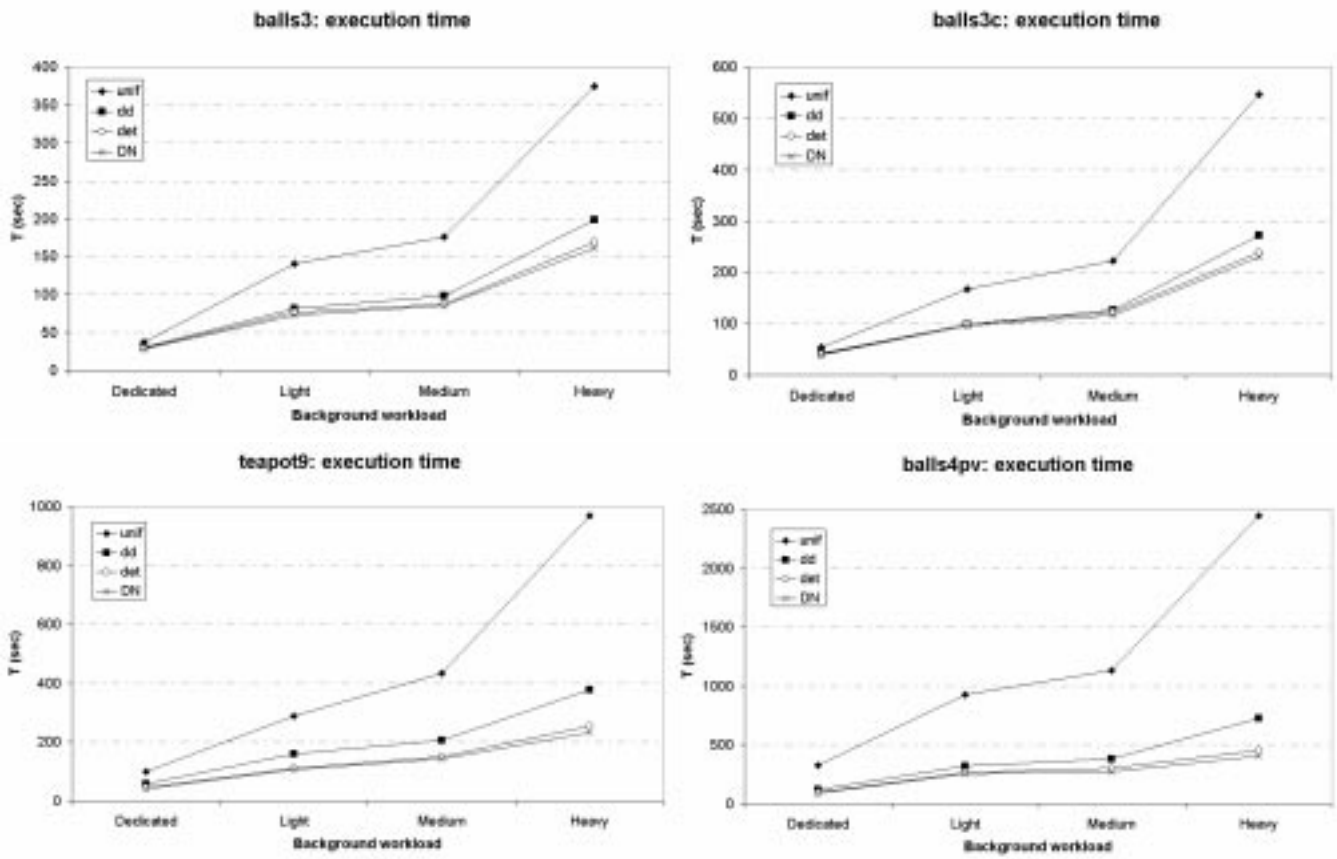 balls3: execution time
T (sec)
400
350
300
250
200
150
100
50
0
unif
dd
det
DN
Dedicated Light Medium Heavy
Background workload
balls3c: execution time
T (sec)
600
500
400
300
200
100
0
unif
dd
det
DN
Dedicated Light Medium Heavy
Background workload
teapot9: execution time
T (sec)
1000
800
600
400
200
0
unif
dd
det
DN
Dedicated Light Medium Heavy
Background workload
balls4pv: execution time
T (sec)
2500
2000
1500
1000
500
0
unif
dd
det
DN
Dedicated Light Medium Heavy
Background workload